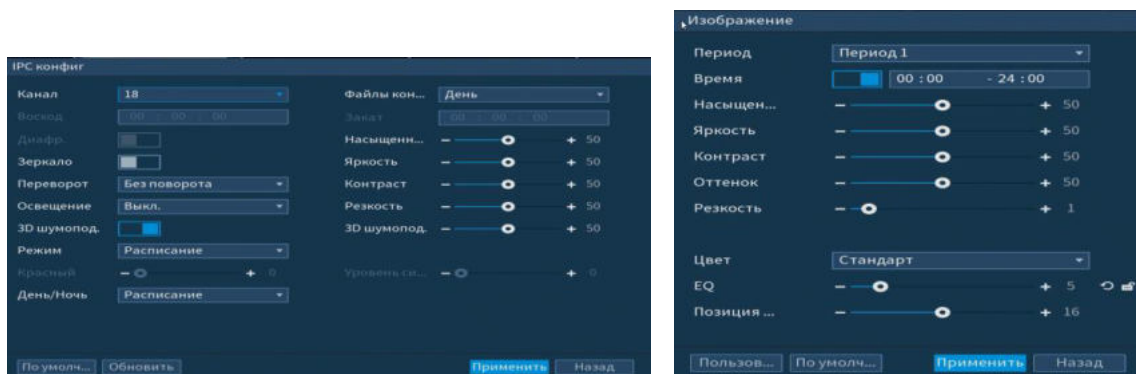 IPC конфиг
Канал 18 Файлы кон... День
Восход 00 : 00 : 00 Закат 00 : 00 : 00
Диафр. Насыщенн... 50
Зеркало Яркость 50
Переворот Без поворота Контраст 50
Освещение Выкл. Резкость 50
3D шумопод. 3D шумопод. 50
Режим Расписание
Красный 0 Уровень си... 0
День/Ночь Расписание
По умолч... Обновить Применить Назад
Изображение
Период Период 1
Время 00 : 00 - 24 : 00
Насыщен... 50
Яркость 50
Контраст 50
Оттенок 50
Резкость 1
Цвет Стандарт
EQ 5
Позиция ... 16
Пользов... По умолч... Применить Назад